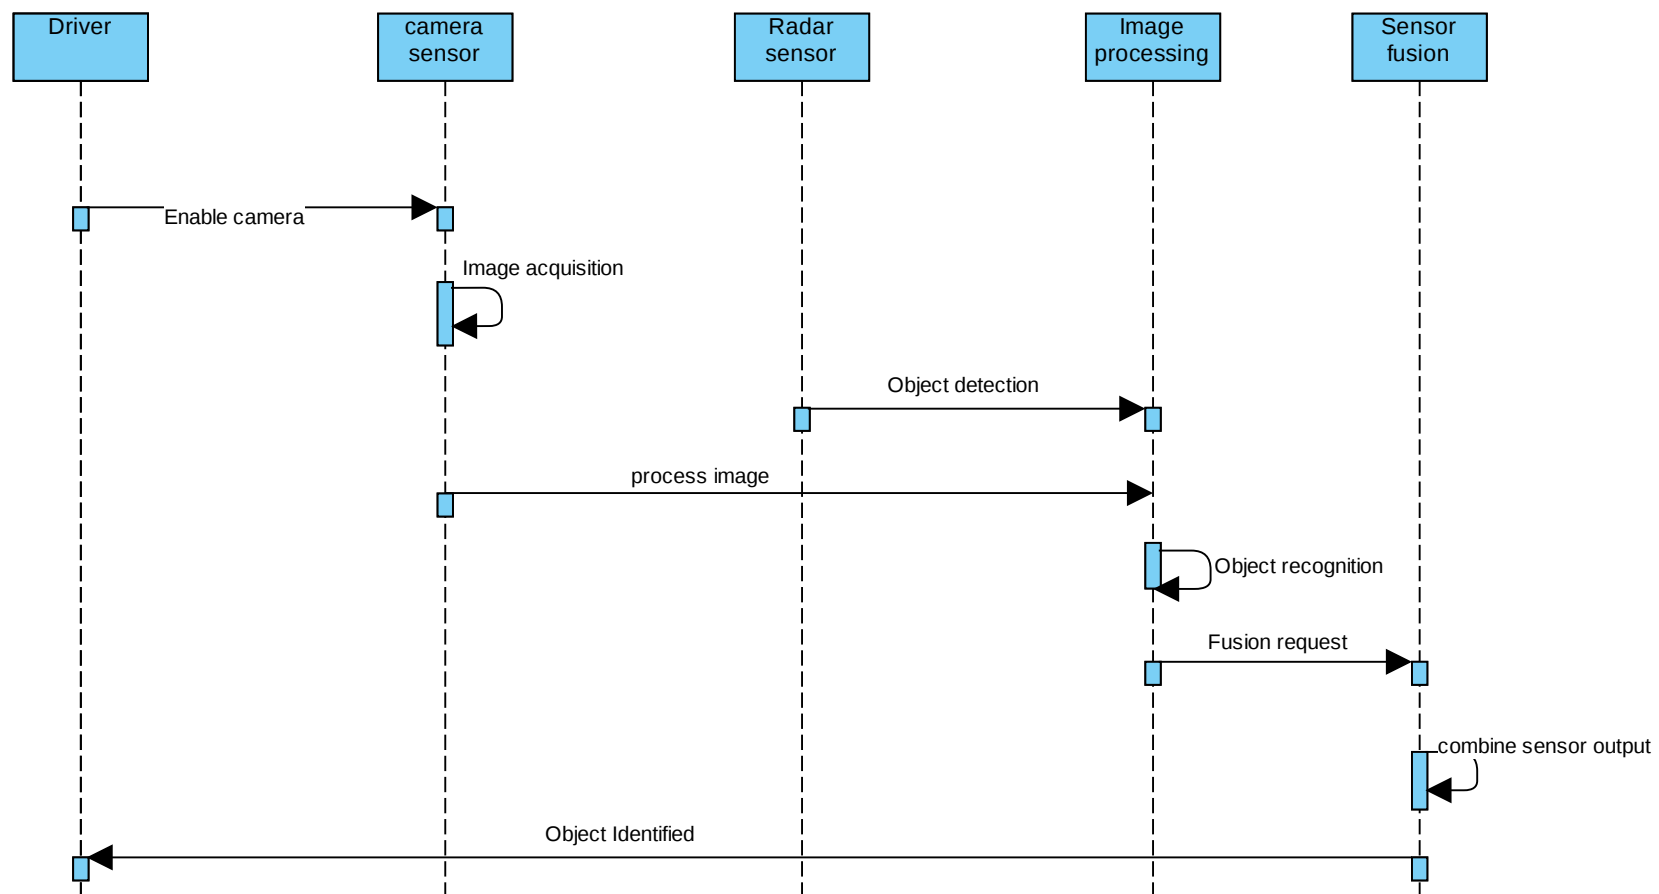 Driver
camera
sensor
Radar
sensor
Image
processing
Sensor
fusion
Enable camera
Image acquisition
Object detection
process image
Object recognition
Fusion request
combine sensor output
Object Identified